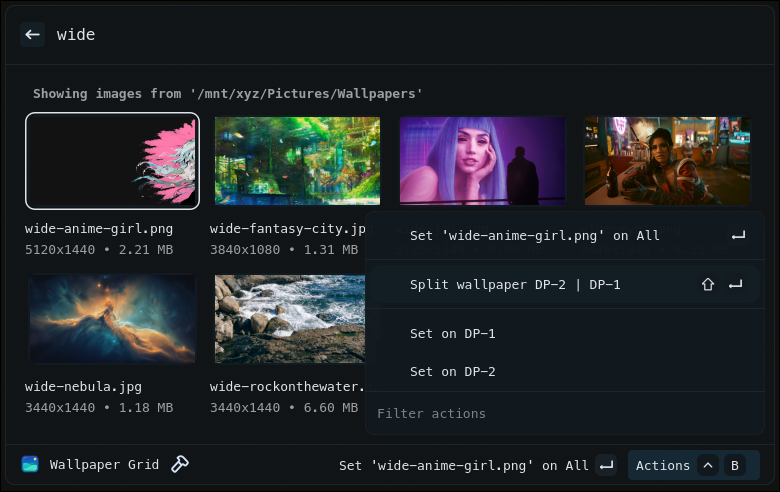 wide
Showing images from '/mnt/xyz/Pictures/Wallpapers'
wide-anime-girl.png
5120x1440 • 2.21 MB
wide-fantasy-city.jp
3840x1080 • 1.31 MB
Set 'wide-anime-girl.png' on All
Split wallpaper DP-2 | DP-1
Set on DP-1
Set on DP-2
Filter actions
wide-nebula.jpg
3440x1440 • 1.18 MB
wide-rockonthewater.
3440x1440 • 6.60 MB
Wallpaper Grid
Set 'wide-anime-girl.png' on All
Actions
B